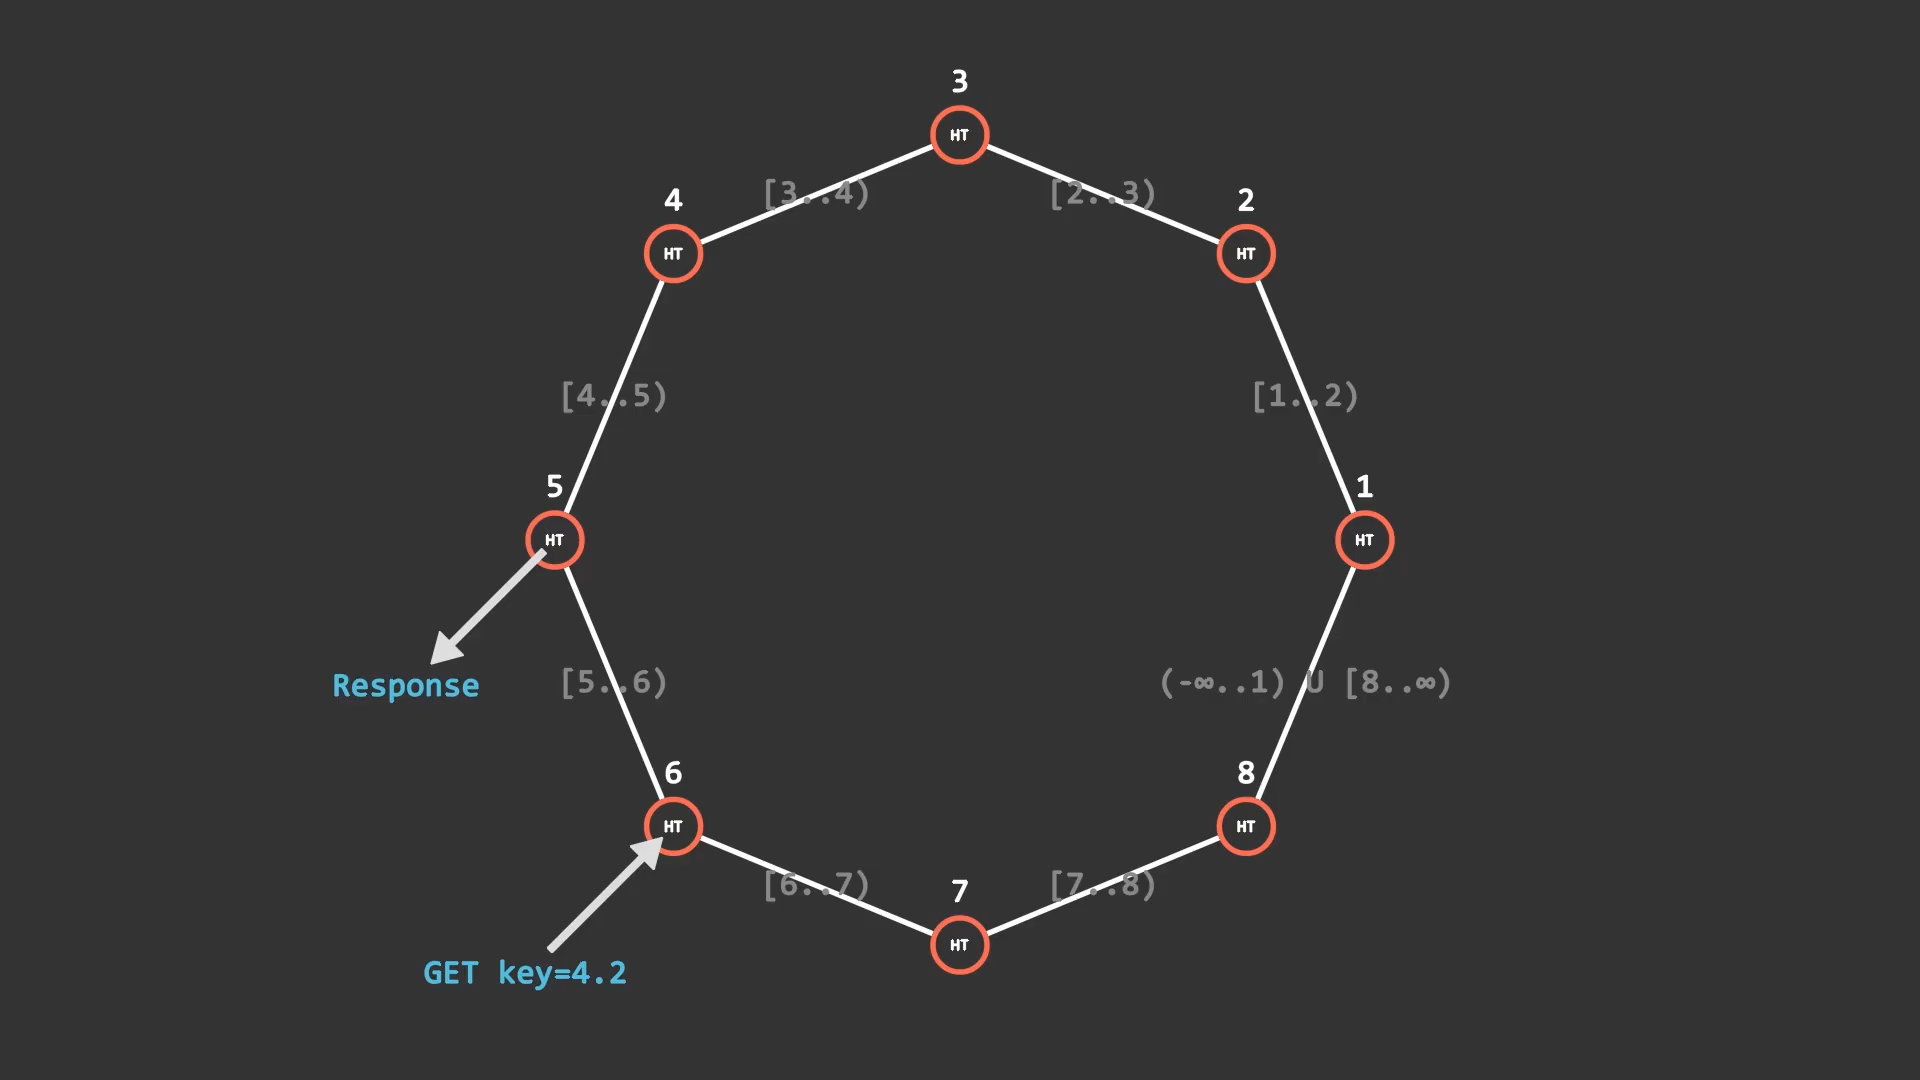 3
HT
[3..4)
[2..3)
4
2
HT
HT
[4..5)
[1..2)
5
1
HT
HT
Response
[5..6)
(-∞..1) U [8..∞)
6
8
HT
HT
[6..7)
7
[7..8)
HT
GET key=4.2